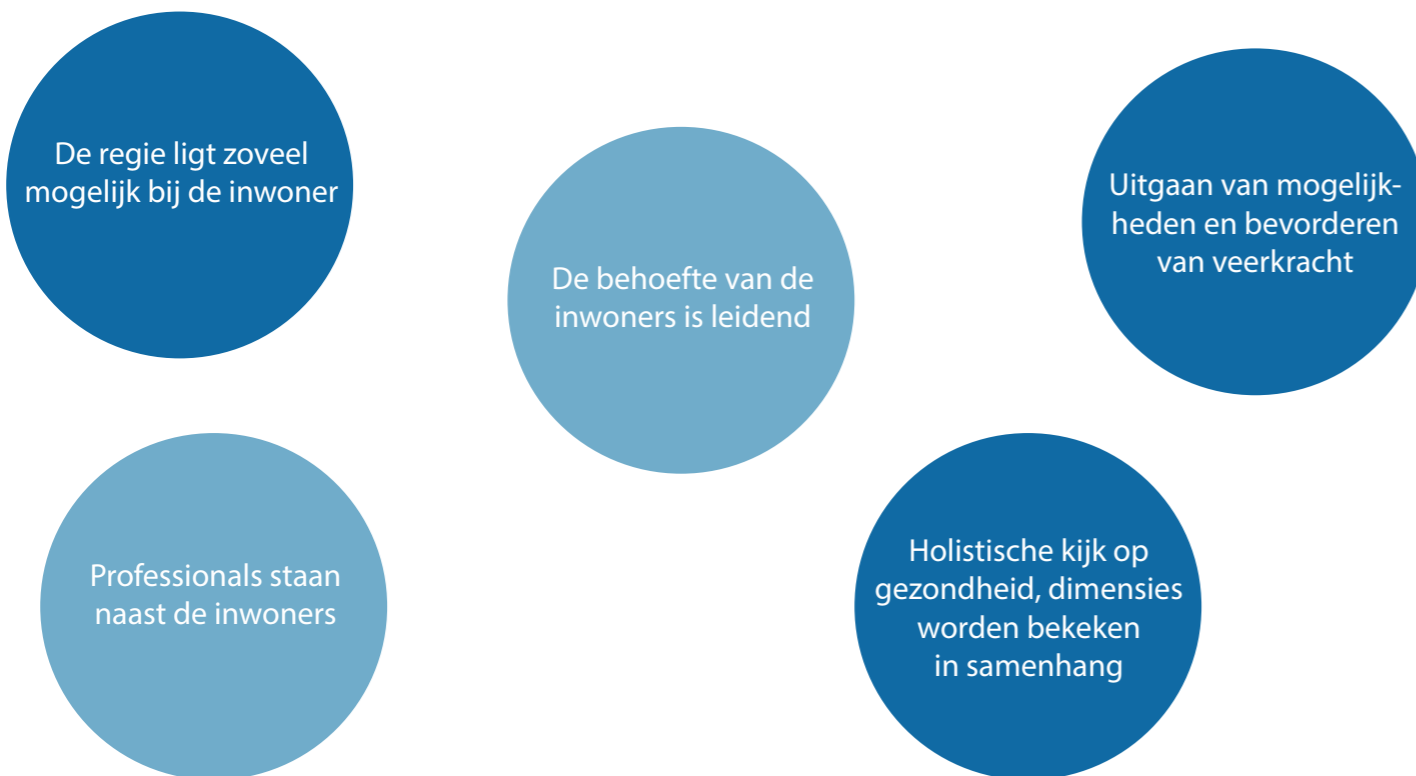 De regie ligt zoveel
mogelijk bij de inwoner
De behoefte van de
inwoners is leidend
Uitgaan van mogelijk-
heden en bevorderen
van veerkracht
Professionals staan
naast de inwoners
Holistische kijk op
gezondheid, dimensies
worden bekeken
in samenhang